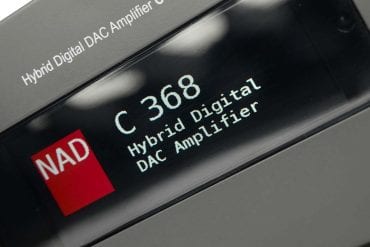 Hybrid Digital DAC Amplifier C
NAD
C 368
Hybrid Digital
DAC Amplifier